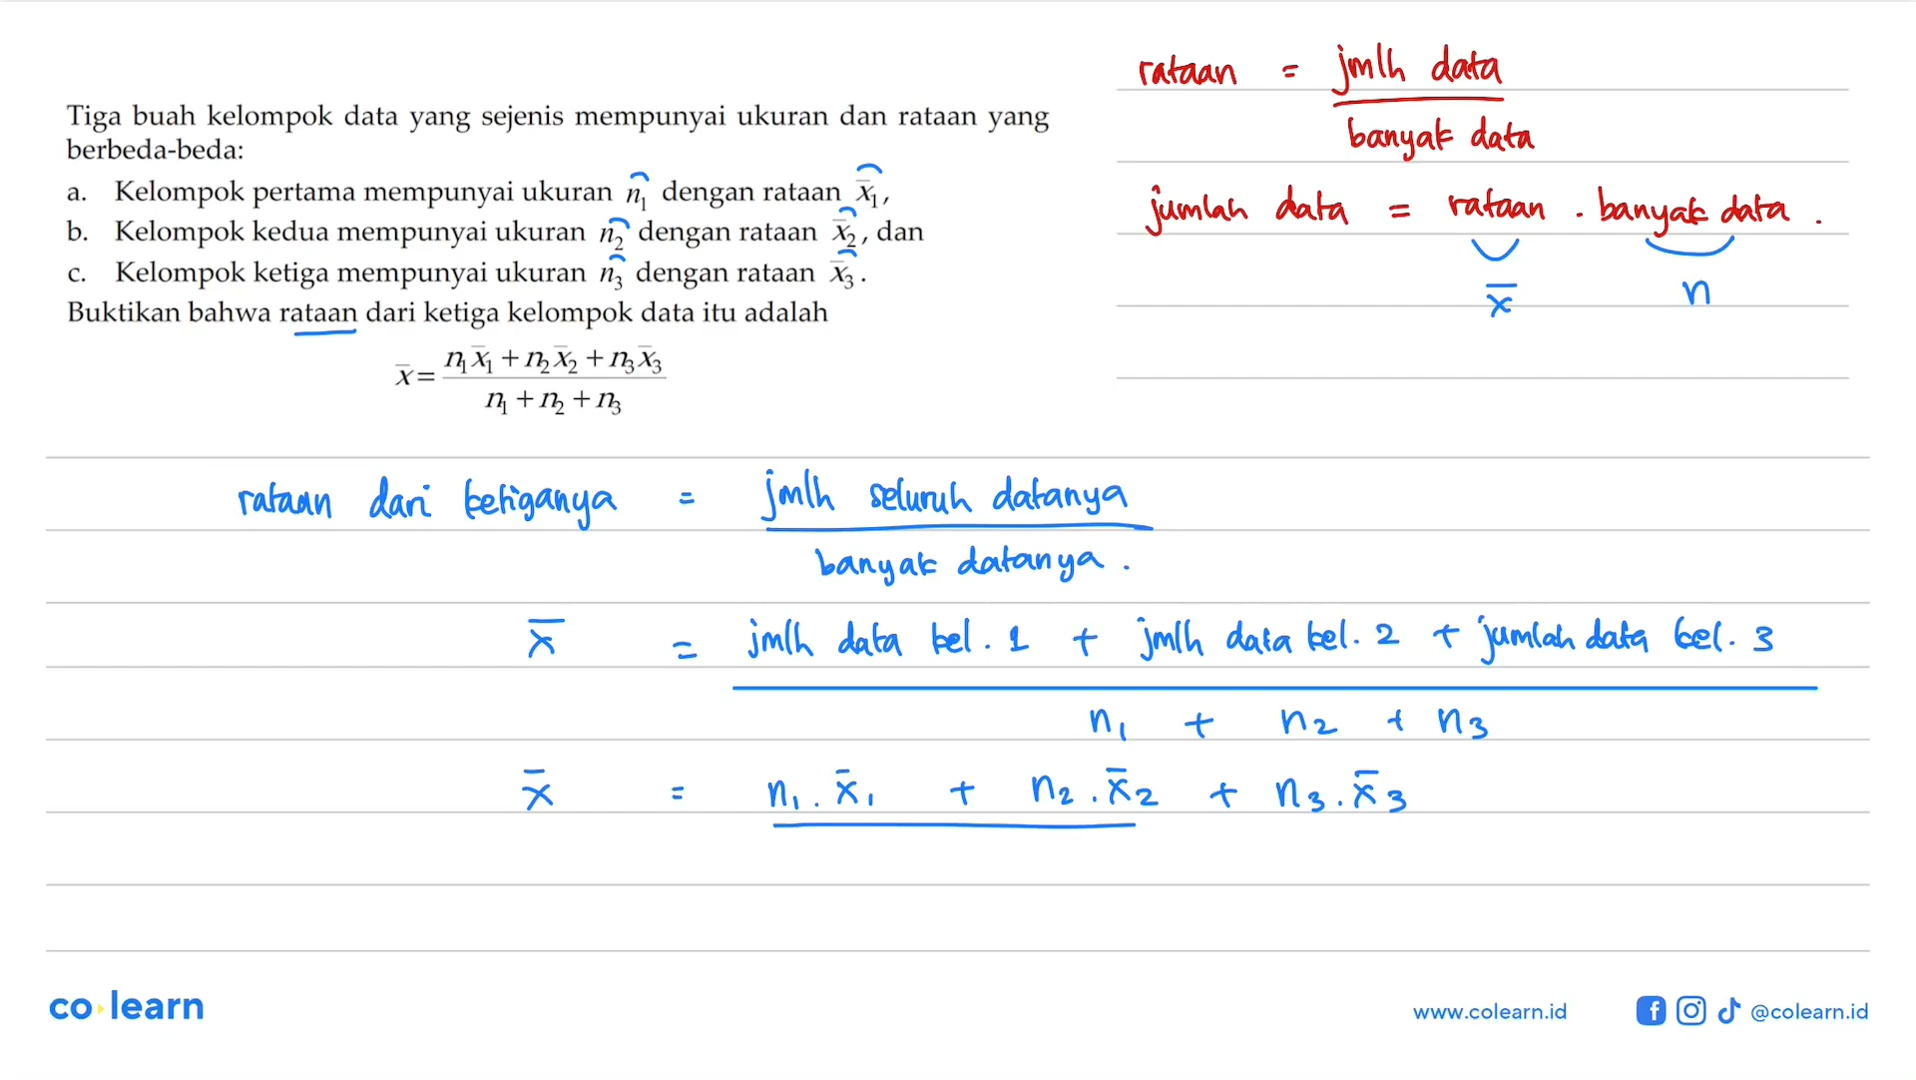 Tiga buah kelompok data yang sejenis mempunyai ukuran dan rataan yang
berbeda-beda:
a. Kelompok pertama mempunyai ukuran n₁ dengan rataan x̄₁,
b. Kelompok kedua mempunyai ukuran n₂ dengan rataan x̄₂, dan
c. Kelompok ketiga mempunyai ukuran n₃ dengan rataan x̄₃.
Buktikan bahwa rataan dari ketiga kelompok data itu adalah
x̄ = n₁x̄₁ + n₂x̄₂ + n₃x̄₃
n₁ + n₂ + n₃
rataan = jmlh data
banyak data
jumlah data = rataan . banyak data .
x̄ n
rataan dari ketiganya = jmlh seluruh datanya
banyak datanya .
x̄ = jmlh data kel. 1 + jmlh data kel. 2 + jumlah data kel. 3
n₁ + n₂ + n₃
x̄ = n₁ . x̄₁ + n₂ . x̄₂ + n₃ . x̄₃
co learn
www.colearn.id @colearn.id